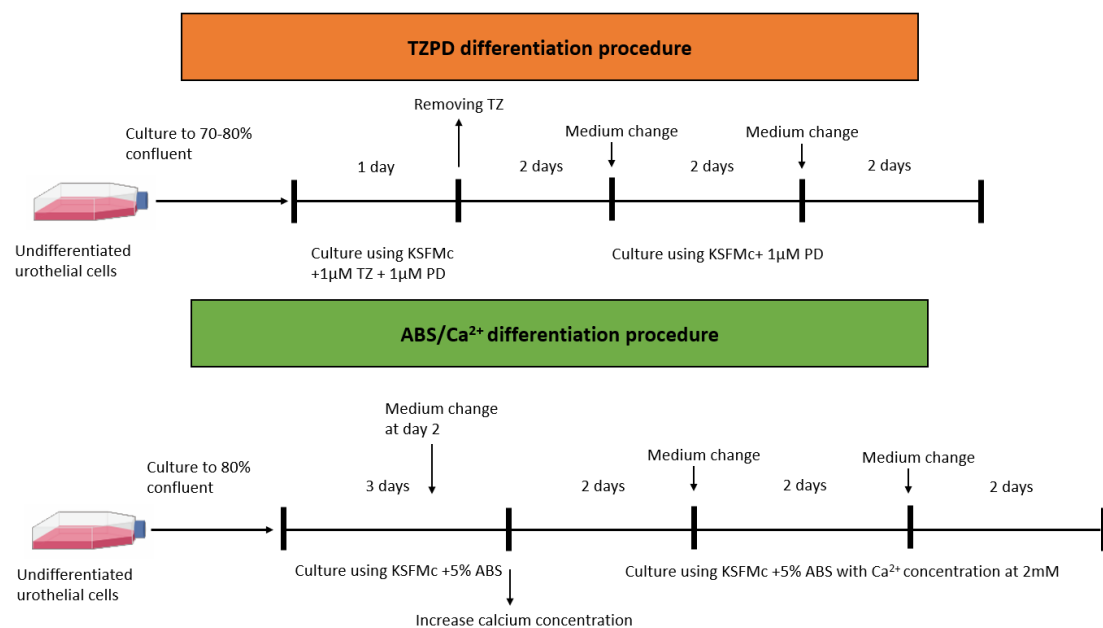 TZPD differentiation procedure
Removing TZ
Culture to 70-80%
confluent
Medium change
Medium change
1 day
2 days
2 days
2 days
Undifferentiated
urothelial cells
Culture using KSFMc
+1µM TZ + 1µM PD
Culture using KSFMc+ 1µM PD
ABS/Ca²⁺ differentiation procedure
Medium change
at day 2
Culture to 80%
confluent
Medium change
Medium change
3 days
2 days
2 days
2 days
Undifferentiated
urothelial cells
Culture using KSFMc +5% ABS
Culture using KSFMc +5% ABS with Ca²⁺ concentration at 2mM
Increase calcium concentration